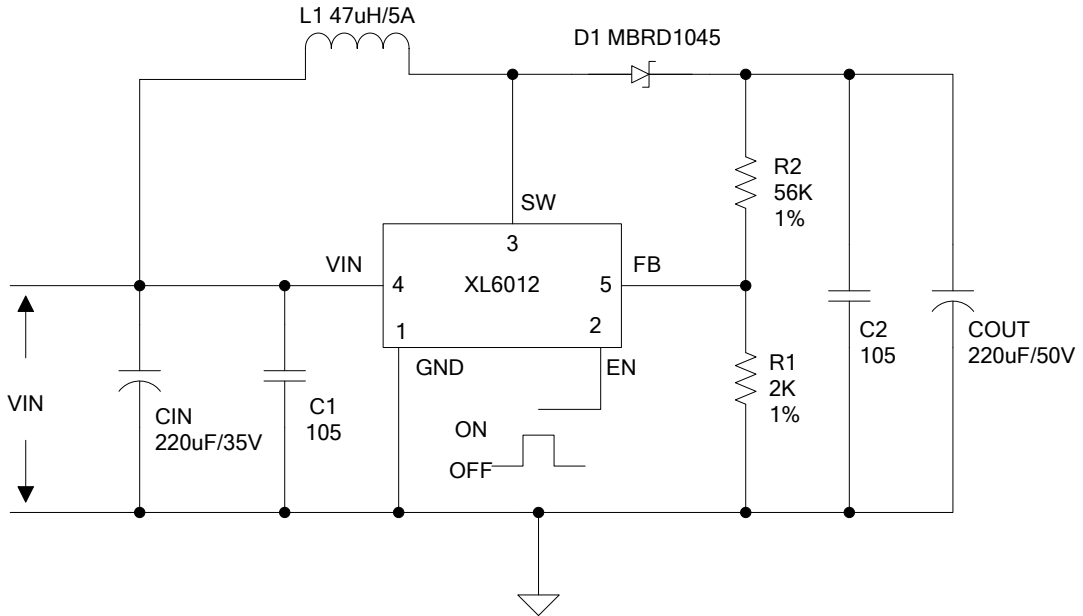 L1 47uH/5A
D1 MBRD1045
R2
56K
1%
SW
3
VIN
4
XL6012
5
FB
1
2
GND
EN
VIN
CIN
220uF/35V
C1
105
ON
OFF
R1
2K
1%
C2
105
COUT
220uF/50V